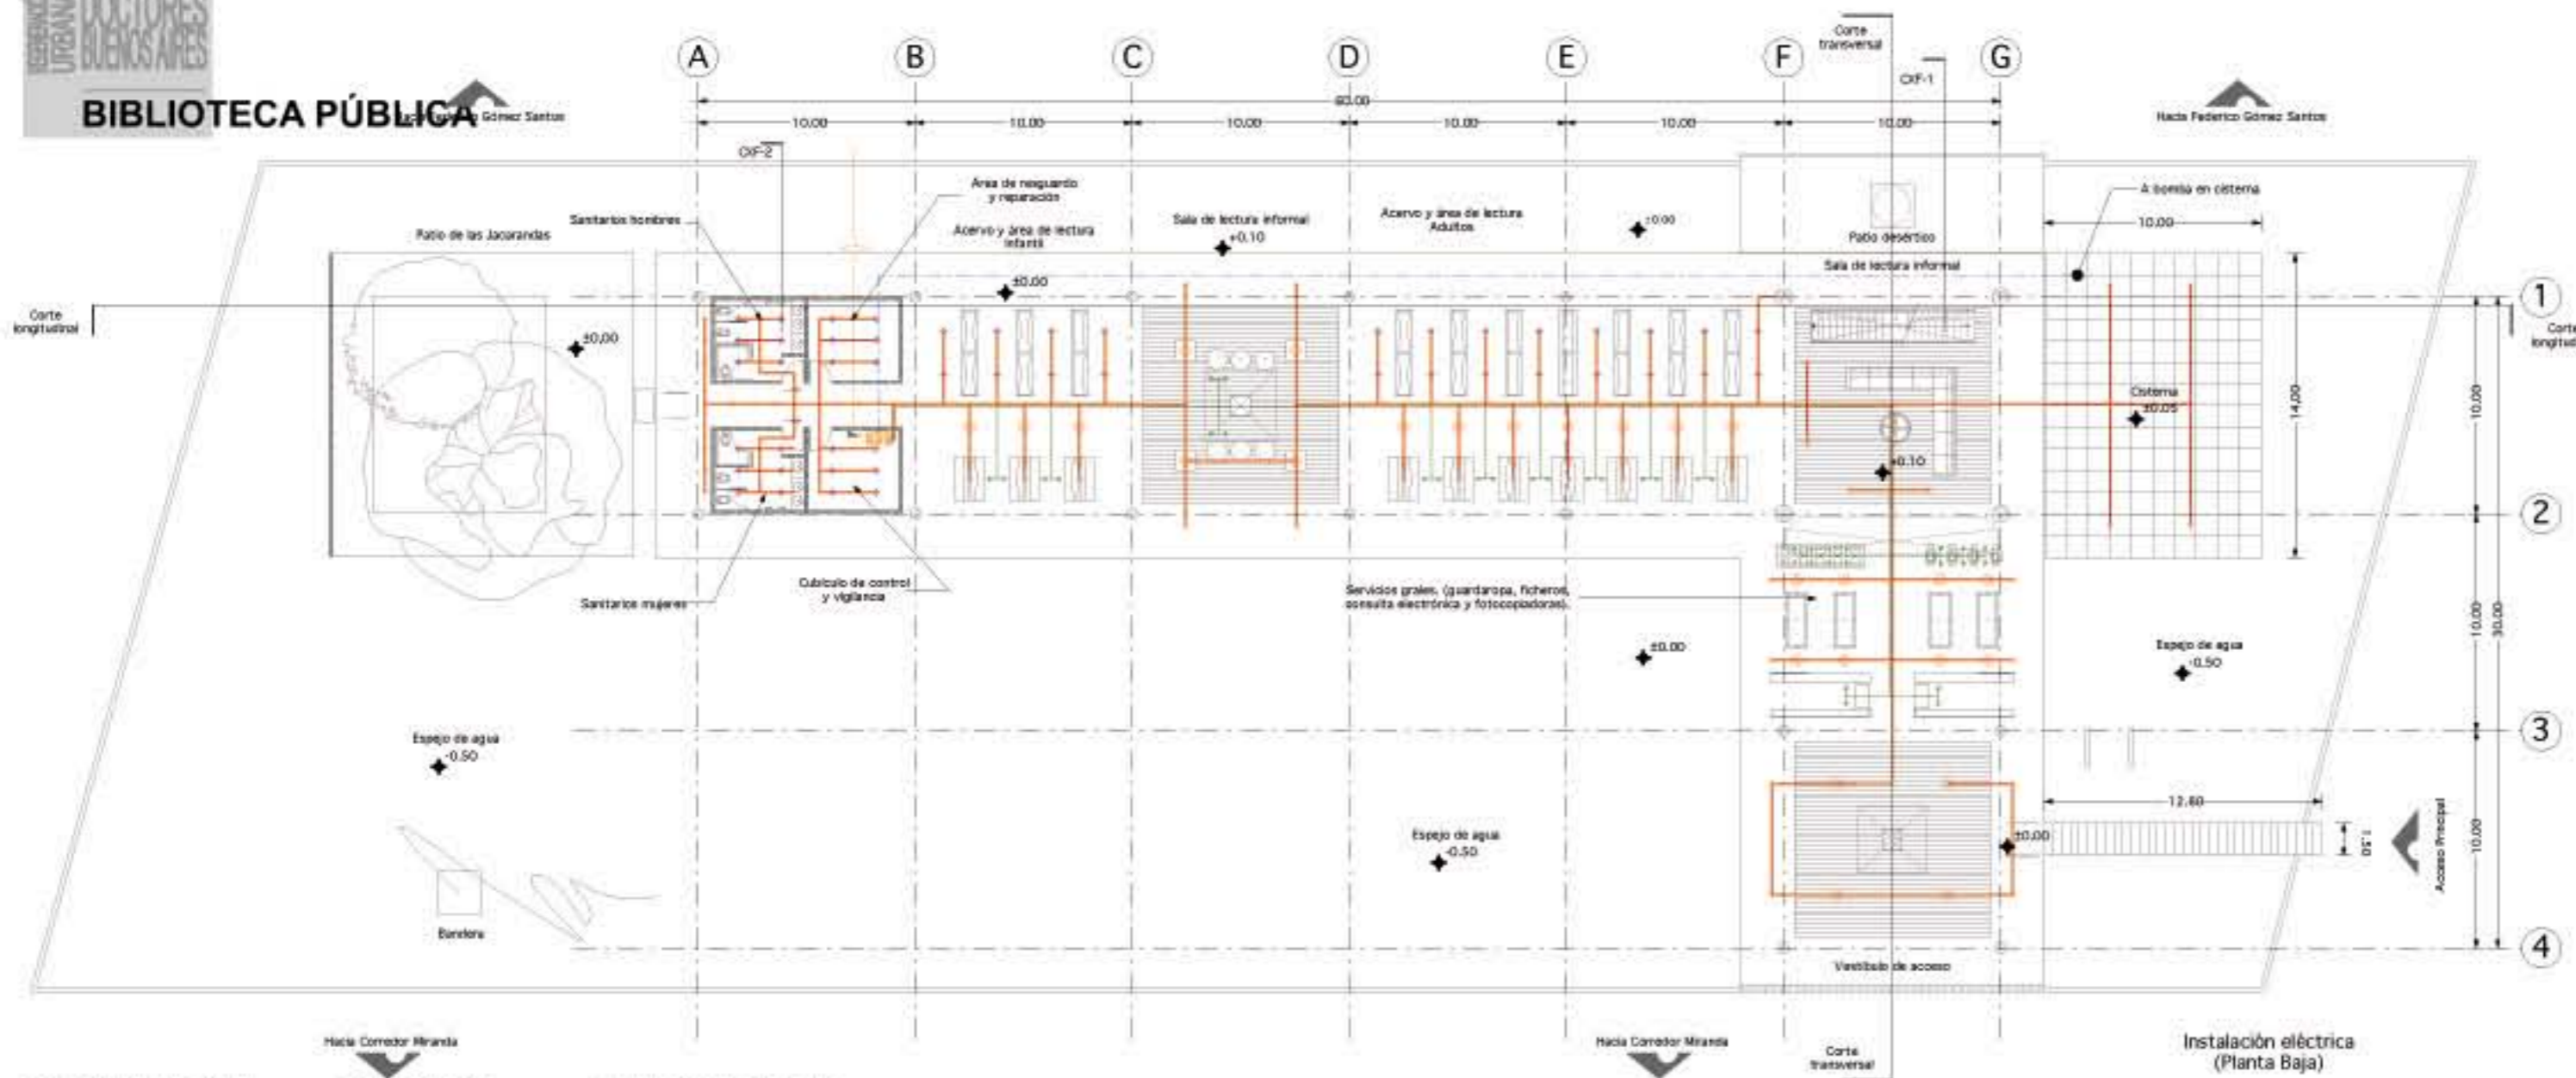 URBANA
DOCTORES
BUENOS AIRES
BIBLIOTECA PÚBLICA
Gómez Santos
Hacia Federico Gómez Santos
A
B
C
D
E
F
G
Corte
transversal
CXF-1
60.00
10.00
10.00
10.00
10.00
10.00
10.00
CXF-2
Sanitarios hombres
Área de resguardo
y reparación
Acervo y área de lectura
infantil
±0.00
Sala de lectura informal
+0.10
Acervo y área de lectura
Adultos
±0.00
Patio desértico
Sala de lectura informal
A bomba en cisterna
10.00
Patio de las Jacarandas
±0.00
Corte
longitudinal
1
Corte
14.00
10.00
Cisterna
±0.05
+0.10
2
Sanitarios mujeres
Cubículo de control
y vigilancia
Servicios grales. (guardaropa, ficheros,
consulta electrónica y fotocopiadoras).
±0.00
10.00
30.00
Espejo de agua
-0.50
3
Espejo de agua
-0.50
Espejo de agua
-0.50
12.80
±0.00
1.50
10.00
Acceso Principal
Bandera
4
Vestíbulo de acceso
Hacia Corredor Miranda
Hacia Corredor Miranda
Corte
transversal
Instalación eléctrica
(Planta Baja)